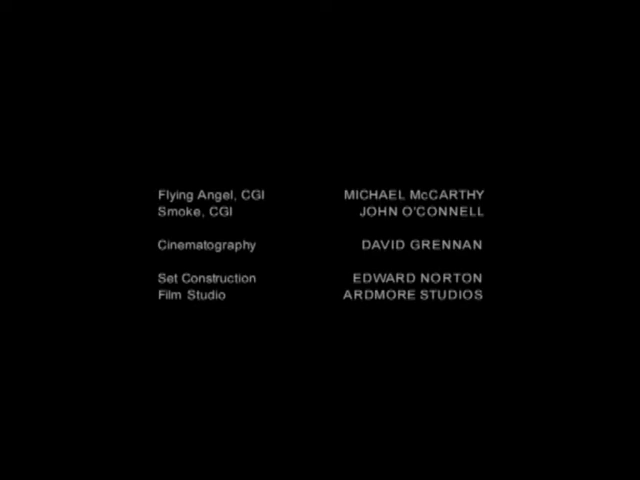 Flying Angel, CGI MICHAEL McCARTHY
Smoke, CGI JOHN O'CONNELL
Cinematography DAVID GRENNAN
Set Construction EDWARD NORTON
Film Studio ARDMORE STUDIOS